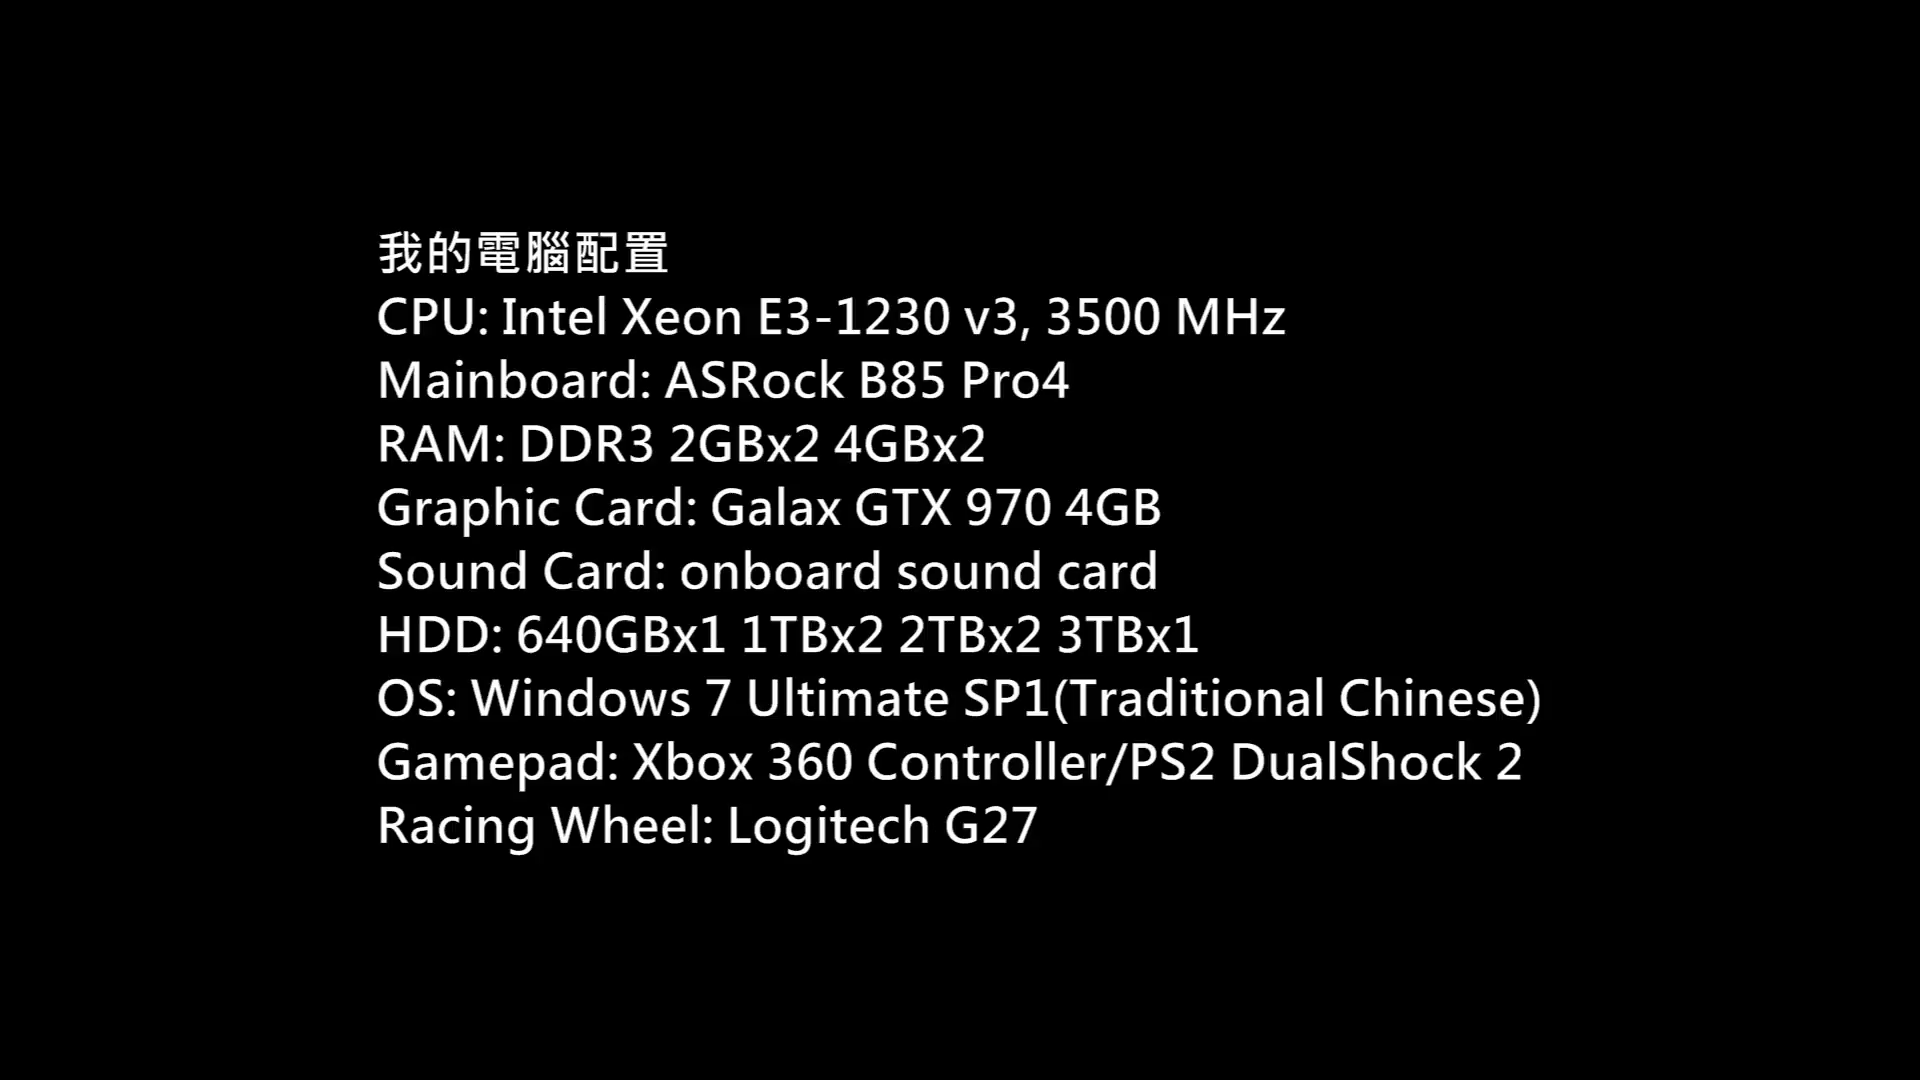 我的電腦配置
CPU: Intel Xeon E3-1230 v3, 3500 MHz
Mainboard: ASRock B85 Pro4
RAM: DDR3 2GBx2 4GBx2
Graphic Card: Galax GTX 970 4GB
Sound Card: onboard sound card
HDD: 640GBx1 1TBx2 2TBx2 3TBx1
OS: Windows 7 Ultimate SP1(Traditional Chinese)
Gamepad: Xbox 360 Controller/PS2 DualShock 2
Racing Wheel: Logitech G27